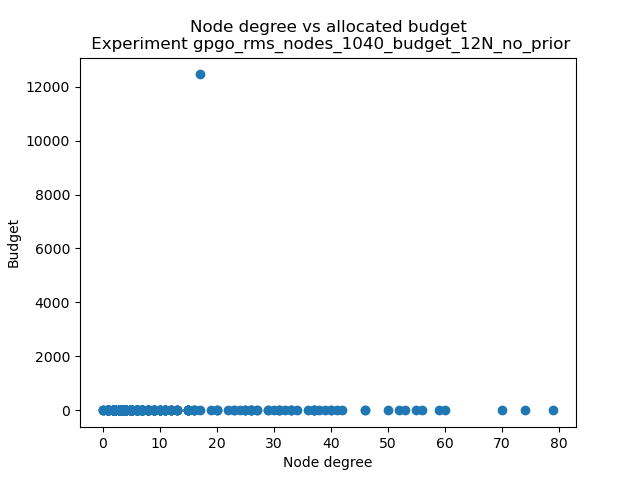 Node degree vs allocated budget
Experiment gpgo_rms_nodes_1040_budget_12N_no_prior
12000
10000
8000
6000
4000
2000
0
Budget
0 10 20 30 40 50 60 70 80
Node degree